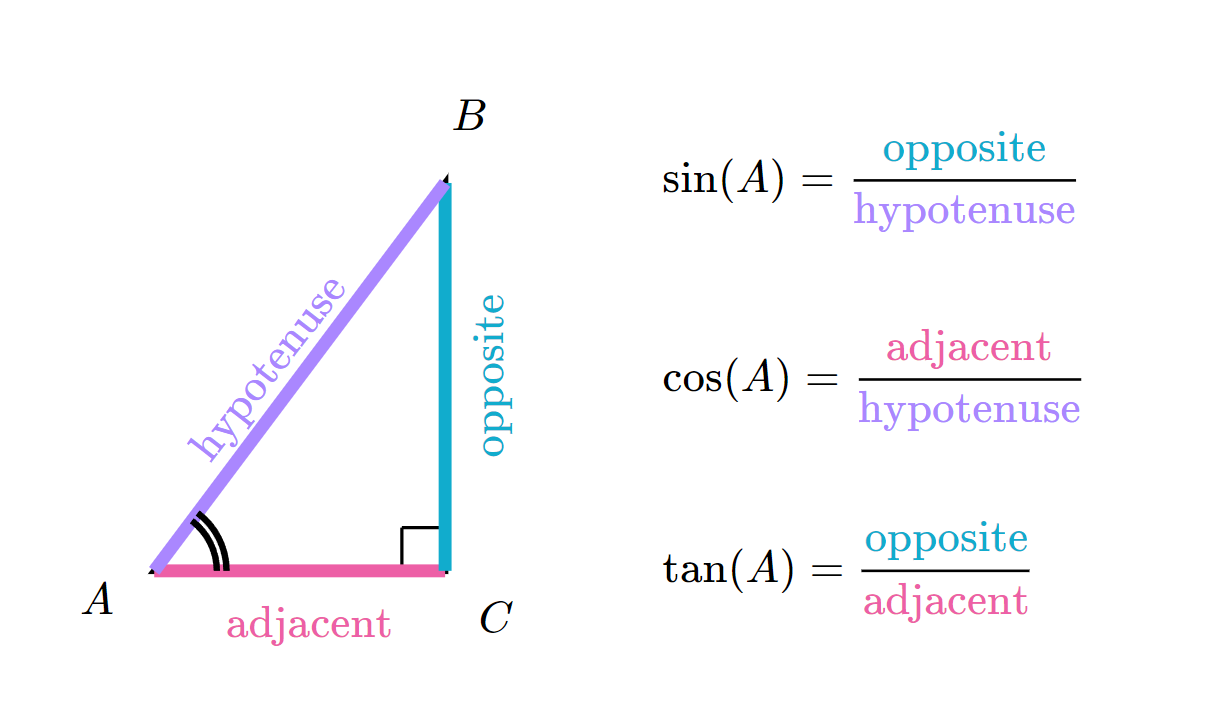 B
hypotenuse
opposite
A
adjacent
C
sin(A) = opposite/hypotenuse
cos(A) = adjacent/hypotenuse
tan(A) = opposite/adjacent